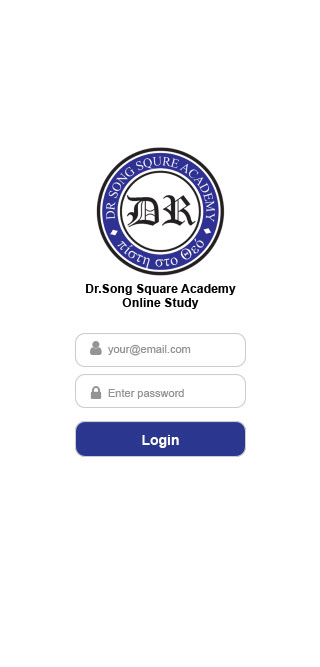 DR SONG SQURE ACADEMY
DR
πίστη στο Θεό
Dr.Song Square Academy
Online Study
your@email.com
Enter password
Login